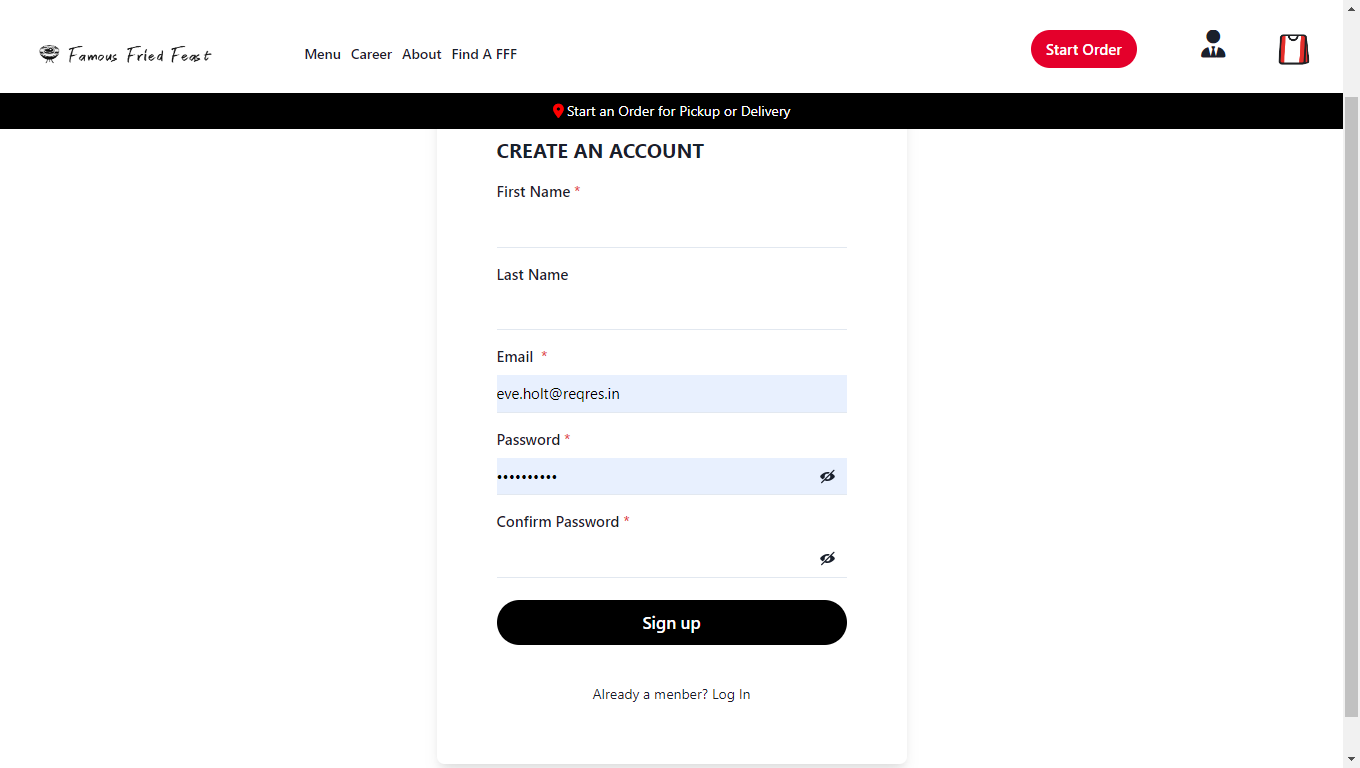 Famous Fried Feast
Menu Career About Find A FFF
Start Order
Start an Order for Pickup or Delivery
CREATE AN ACCOUNT
First Name *
Last Name
Email *
eve.holt@reqres.in
Password *
••••••••••
Confirm Password *
Sign up
Already a menber? Log In